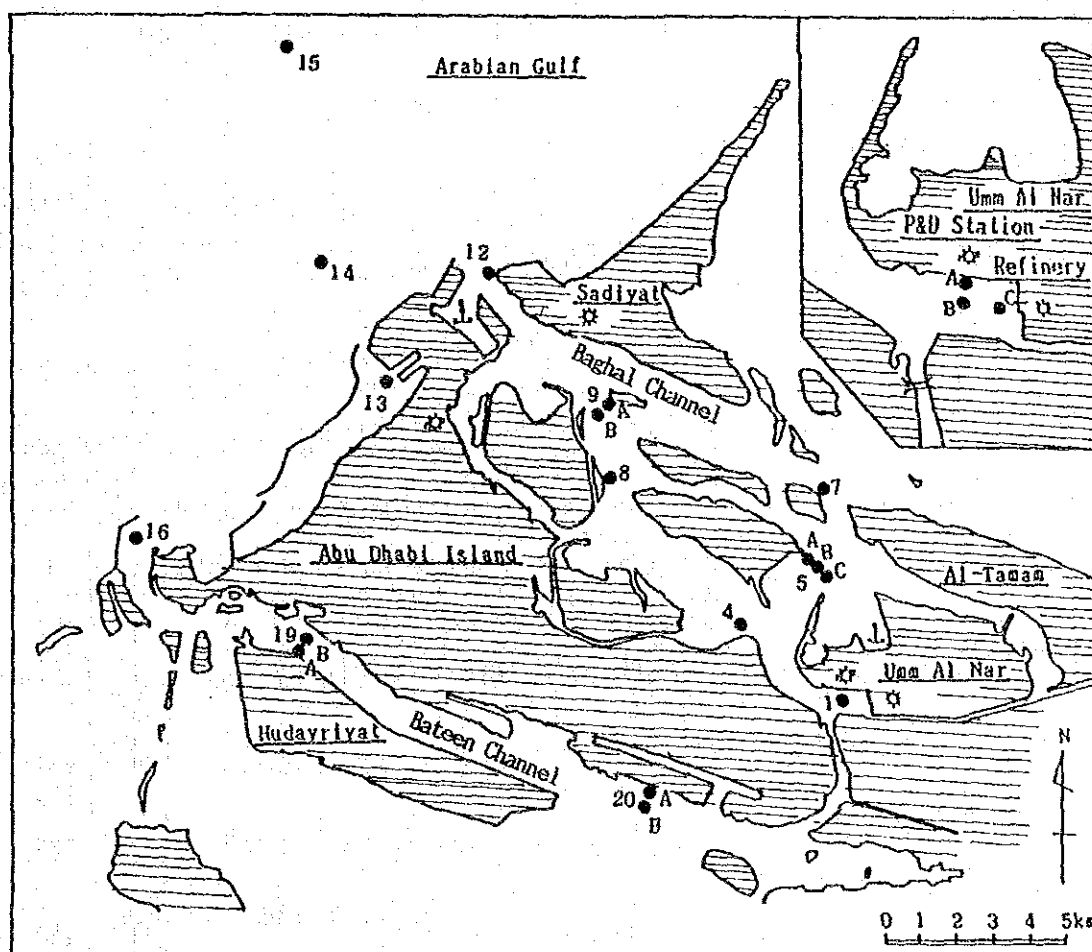 15
Arabian Gulf
Umm Al Nar
P&D Station
Refinery
A
B
C
12
14
Sadiyat
Baghal Channel
13
9
A
B
8
7
16
Abu Dhabi Island
A
B
5
C
Al-Tamam
4
19
B
A
Umm Al Nar
1
Hudayriyat
Bateen Channel
N
20
A
B
0 1 2 3 4 5km